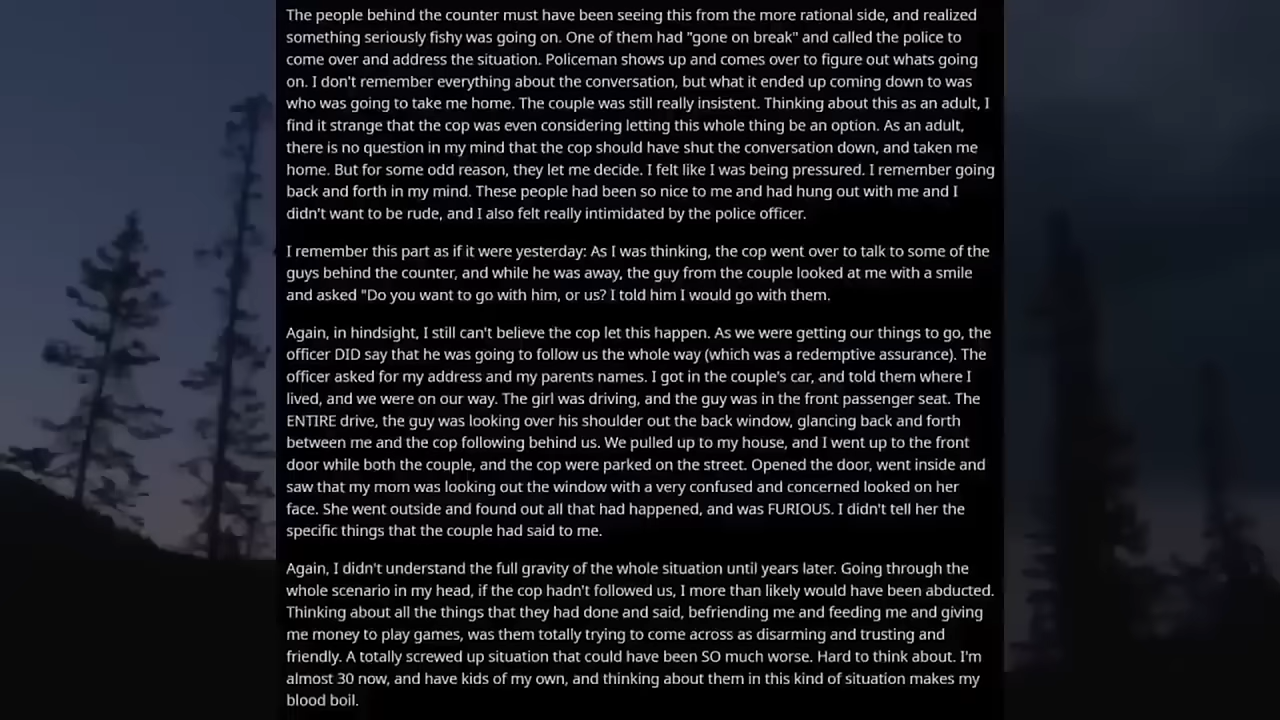 The people behind the counter must have been seeing this from the more rational side, and realized
something seriously fishy was going on. One of them had "gone on break" and called the police to
come over and address the situation. Policeman shows up and comes over to figure out whats going
on. I don't remember everything about the conversation, but what it ended up coming down to was
who was going to take me home. The couple was still really insistent. Thinking about this as an adult, I
find it strange that the cop was even considering letting this whole thing be an option. As an adult,
there is no question in my mind that the cop should have shut the conversation down, and taken me
home. But for some odd reason, they let me decide. I felt like I was being pressured. I remember going
back and forth in my mind. These people had been so nice to me and had hung out with me and I
didn't want to be rude, and I also felt really intimidated by the police officer.
I remember this part as if it were yesterday: As I was thinking, the cop went over to talk to some of the
guys behind the counter, and while he was away, the guy from the couple looked at me with a smile
and asked "Do you want to go with him, or us? I told him I would go with them.
Again, in hindsight, I still can't believe the cop let this happen. As we were getting our things to go, the
officer DID say that he was going to follow us the whole way (which was a redemptive assurance). The
officer asked for my address and my parents names. I got in the couple's car, and told them where I
lived, and we were on our way. The girl was driving, and the guy was in the front passenger seat. The
ENTIRE drive, the guy was looking over his shoulder out the back window, glancing back and forth
between me and the cop following behind us. We pulled up to my house, and I went up to the front
door while both the couple, and the cop were parked on the street. Opened the door, went inside and
saw that my mom was looking out the window with a very confused and concerned looked on her
face. She went outside and found out all that had happened, and was FURIOUS. I didn't tell her the
specific things that the couple had said to me.
Again, I didn't understand the full gravity of the whole situation until years later. Going through the
whole scenario in my head, if the cop hadn't followed us, I more than likely would have been abducted.
Thinking about all the things that they had done and said, befriending me and feeding me and giving
me money to play games, was them totally trying to come across as disarming and trusting and
friendly. A totally screwed up situation that could have been SO much worse. Hard to think about. I'm
almost 30 now, and have kids of my own, and thinking about them in this kind of situation makes my
blood boil.